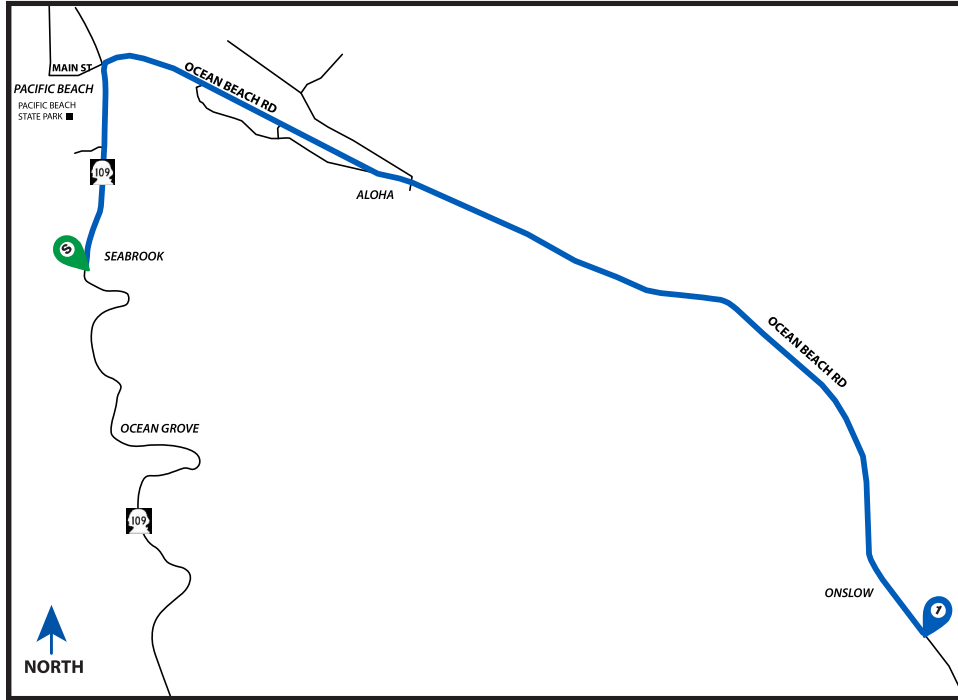 MAIN ST
PACIFIC BEACH
PACIFIC BEACH
STATE PARK
OCEAN BEACH RD
109
ALOHA
S
SEABROOK
OCEAN BEACH RD
OCEAN GROVE
109
ONSLOW
1
NORTH